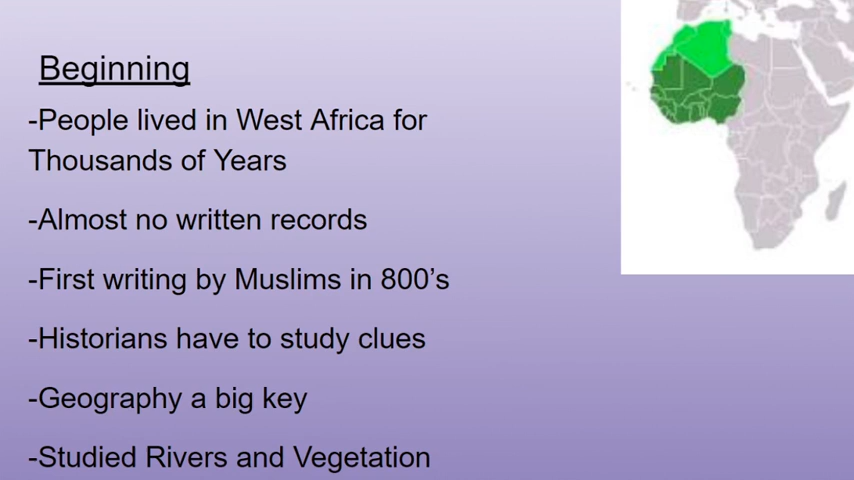 Beginning
-People lived in West Africa for
Thousands of Years
-Almost no written records
-First writing by Muslims in 800’s
-Historians have to study clues
-Geography a big key
-Studied Rivers and Vegetation